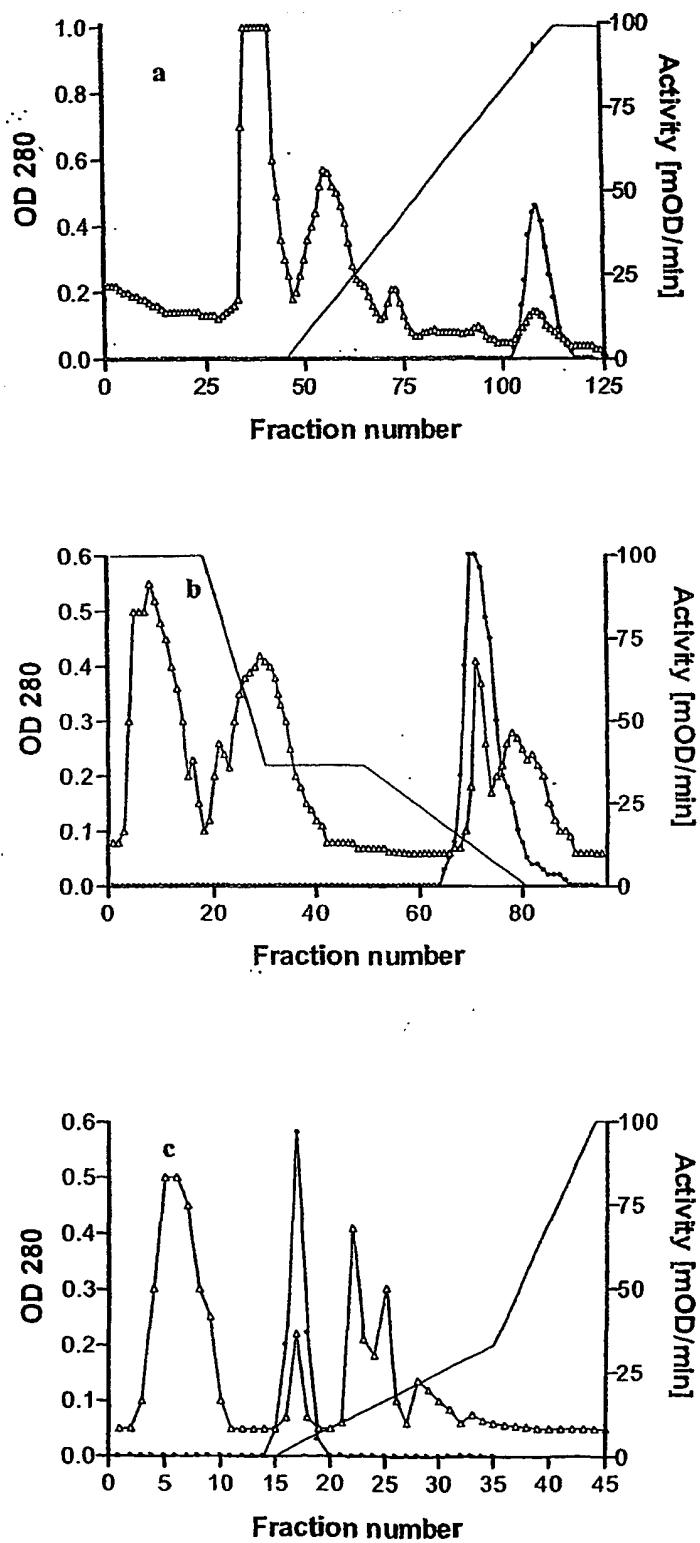 a
OD 280
1.0
0.8
0.6
0.4
0.2
0.0
0 25 50 75 100 125
Fraction number
100
75
50
25
0
Activity [mOD/min]
b
OD 280
0.6
0.5
0.4
0.3
0.2
0.1
0.0
0 20 40 60 80
Fraction number
100
75
50
25
0
Activity [mOD/min]
c
OD 280
0.6
0.5
0.4
0.3
0.2
0.1
0.0
0 5 10 15 20 25 30 35 40 45
Fraction number
100
75
50
25
0
Activity [mOD/min]